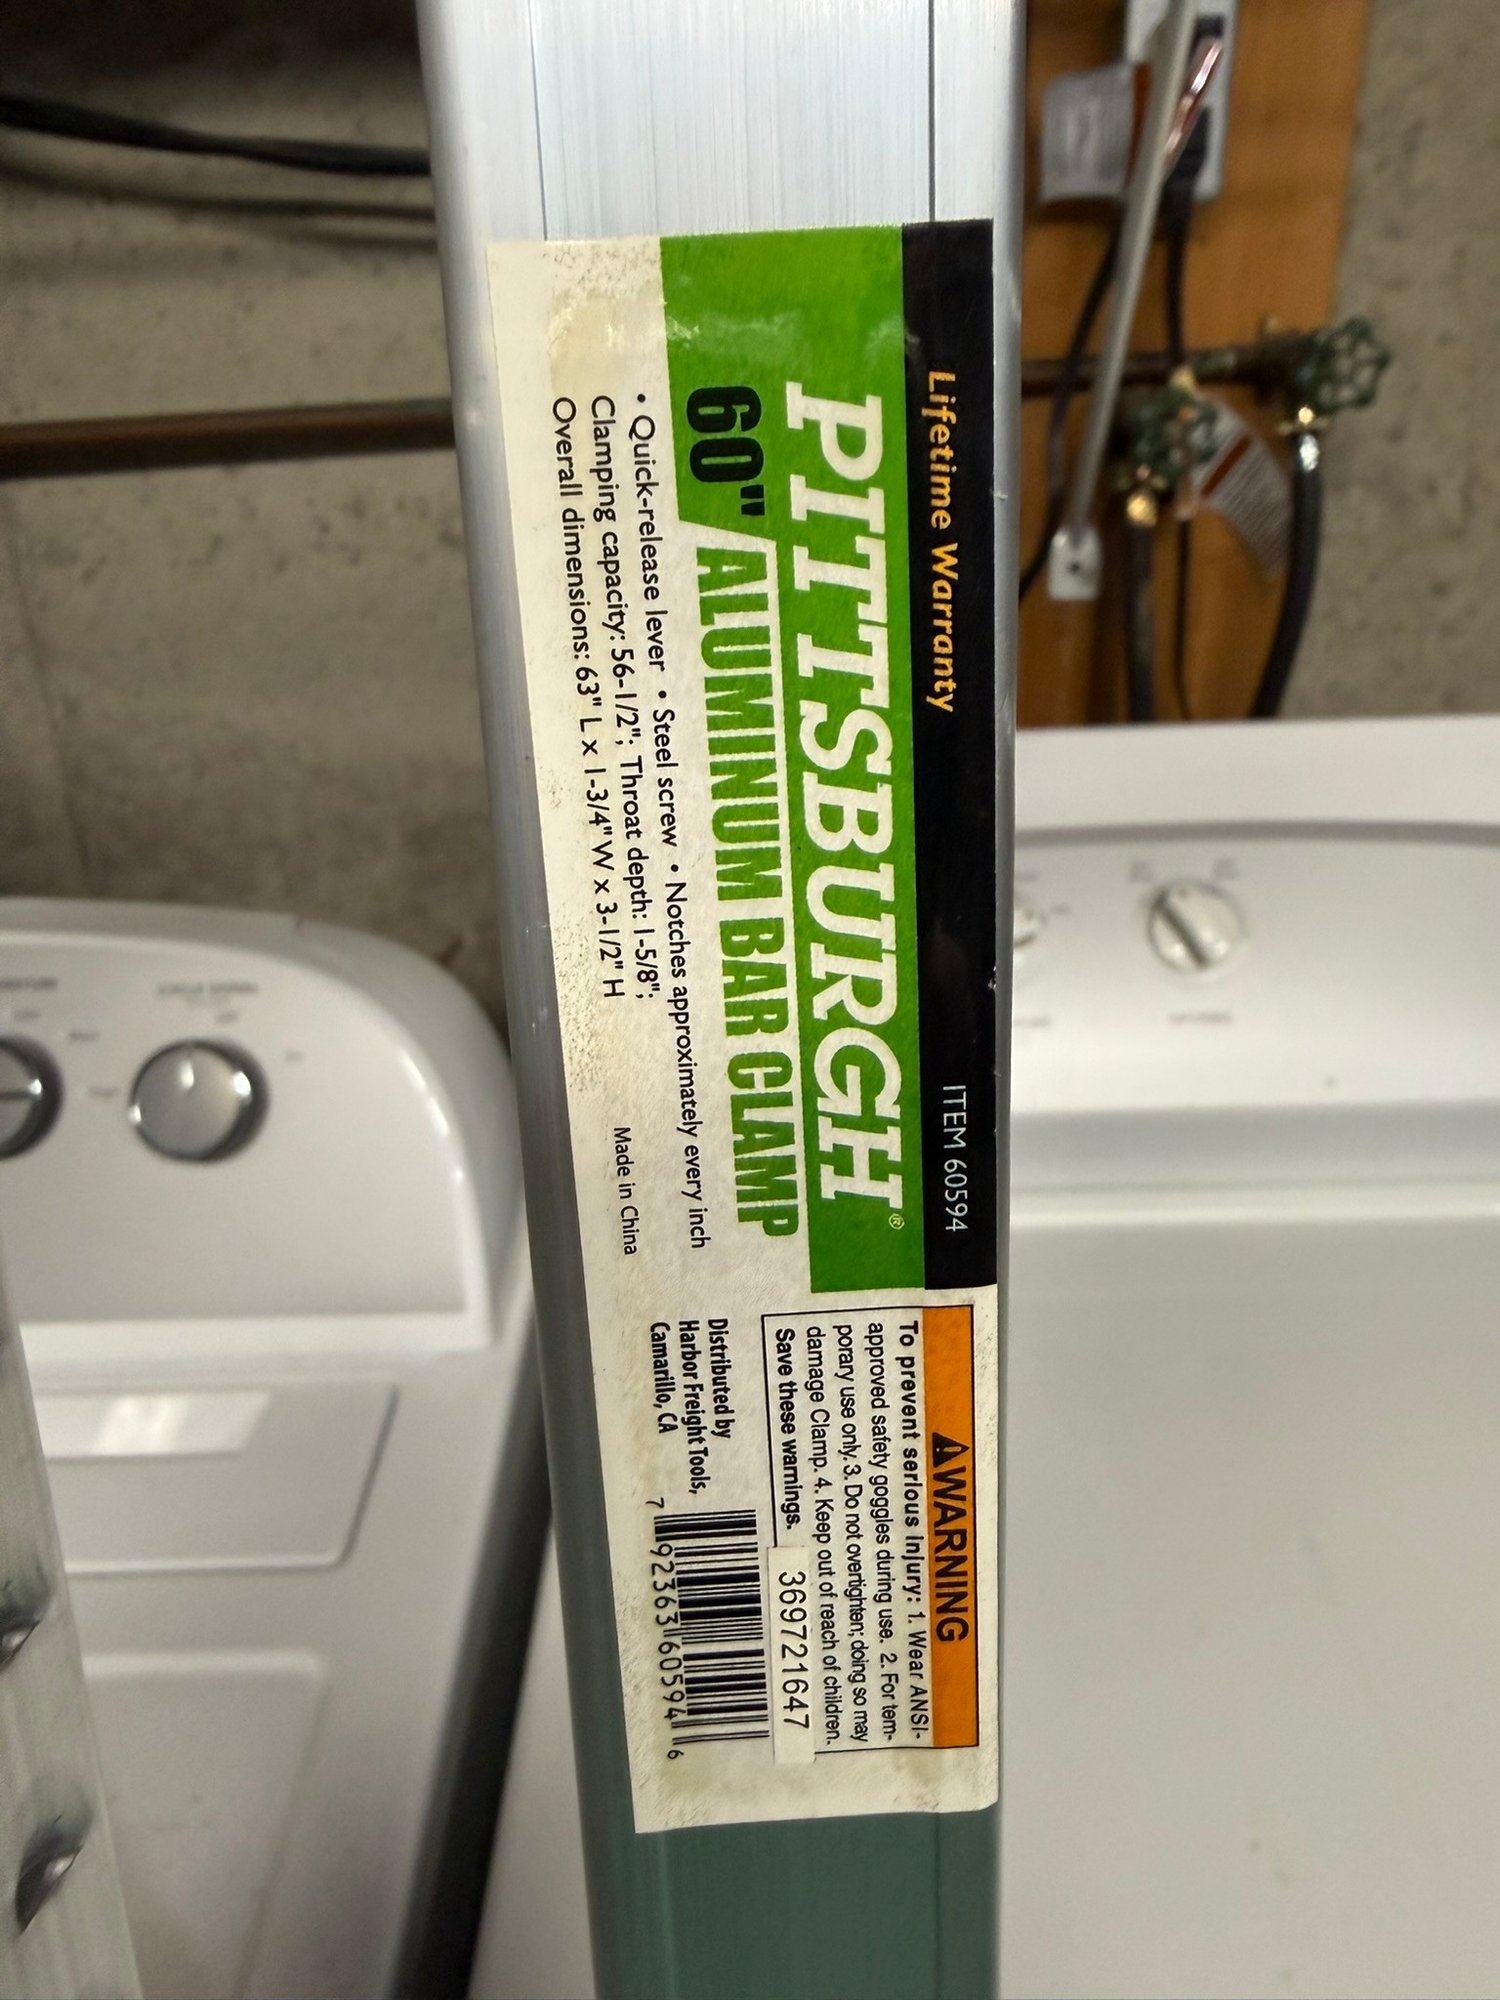 Lifetime Warranty
ITEM 60594
PITTSBURGH®
60" ALUMINUM BAR CLAMP
• Quick-release lever • Steel screw • Notches approximately every inch
Clamping capacity: 56-1/2"; Throat depth: 1-5/8";
Overall dimensions: 63" L x 1-3/4" W x 3-1/2" H
Made in China
⚠WARNING
To prevent serious injury: 1. Wear ANSI-
approved safety goggles during use. 2. For tem-
porary use only. 3. Do not overtighten; doing so may
damage Clamp. 4. Keep out of reach of children.
Save these warnings.
369721647
Distributed by
Harbor Freight Tools,
Camarillo, CA
7 92363 60594 6